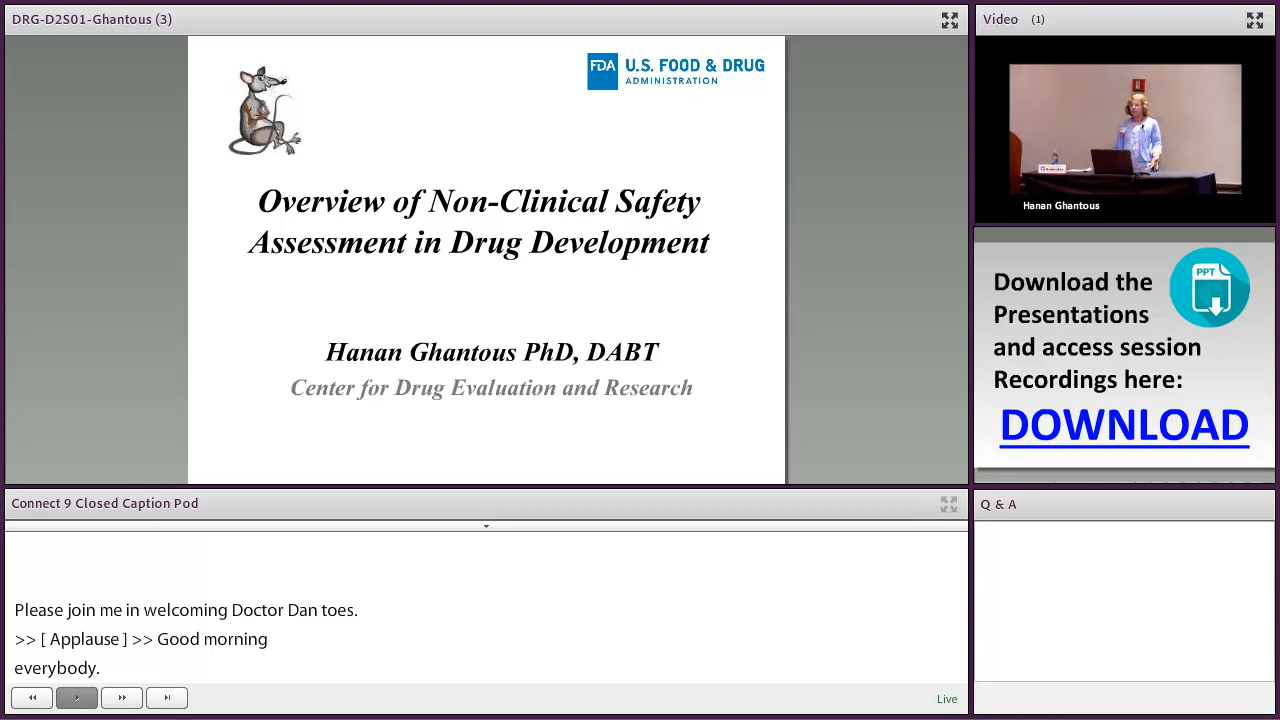 DRG-D2S01-Ghantous (3)
FDA U.S. FOOD & DRUG
ADMINISTRATION
Overview of Non-Clinical Safety
Assessment in Drug Development
Hanan Ghantous PhD, DABT
Center for Drug Evaluation and Research
Video (1)
Hanan Ghantous
PPT
Download the
Presentations
and access session
Recordings here:
DOWNLOAD
Connect 9 Closed Caption Pod
Please join me in welcoming Doctor Dan toes.
>> [ Applause ] >> Good morning
everybody.
Live
Q & A